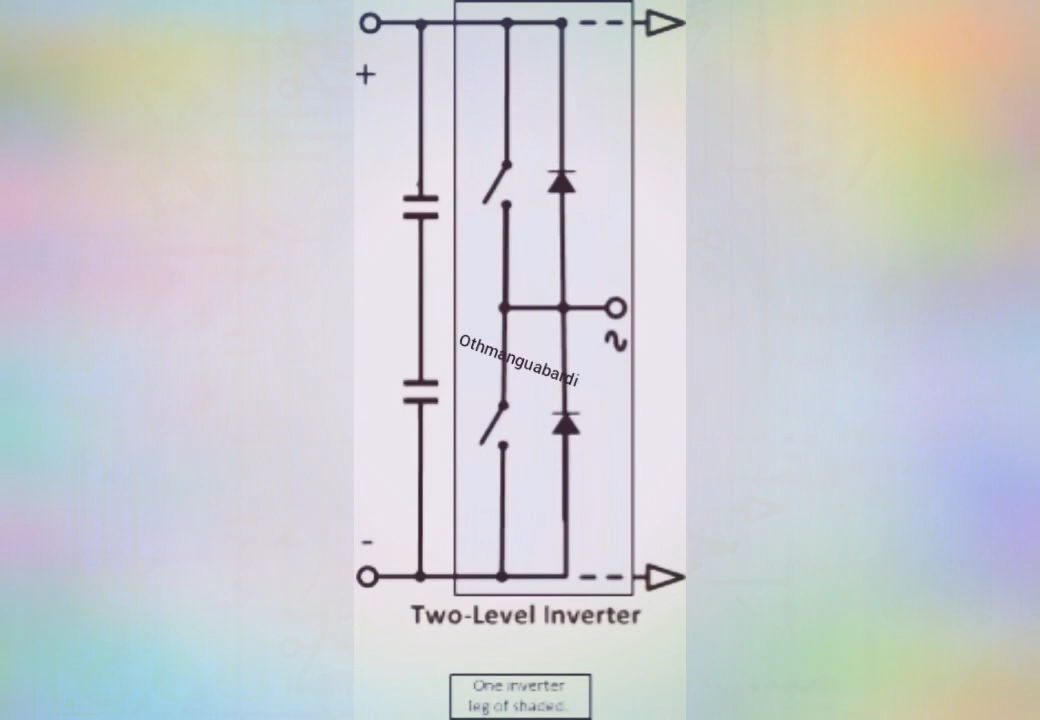 +
Othmanguabardi
~
-
Two-Level Inverter
One inverter
leg of shaded.